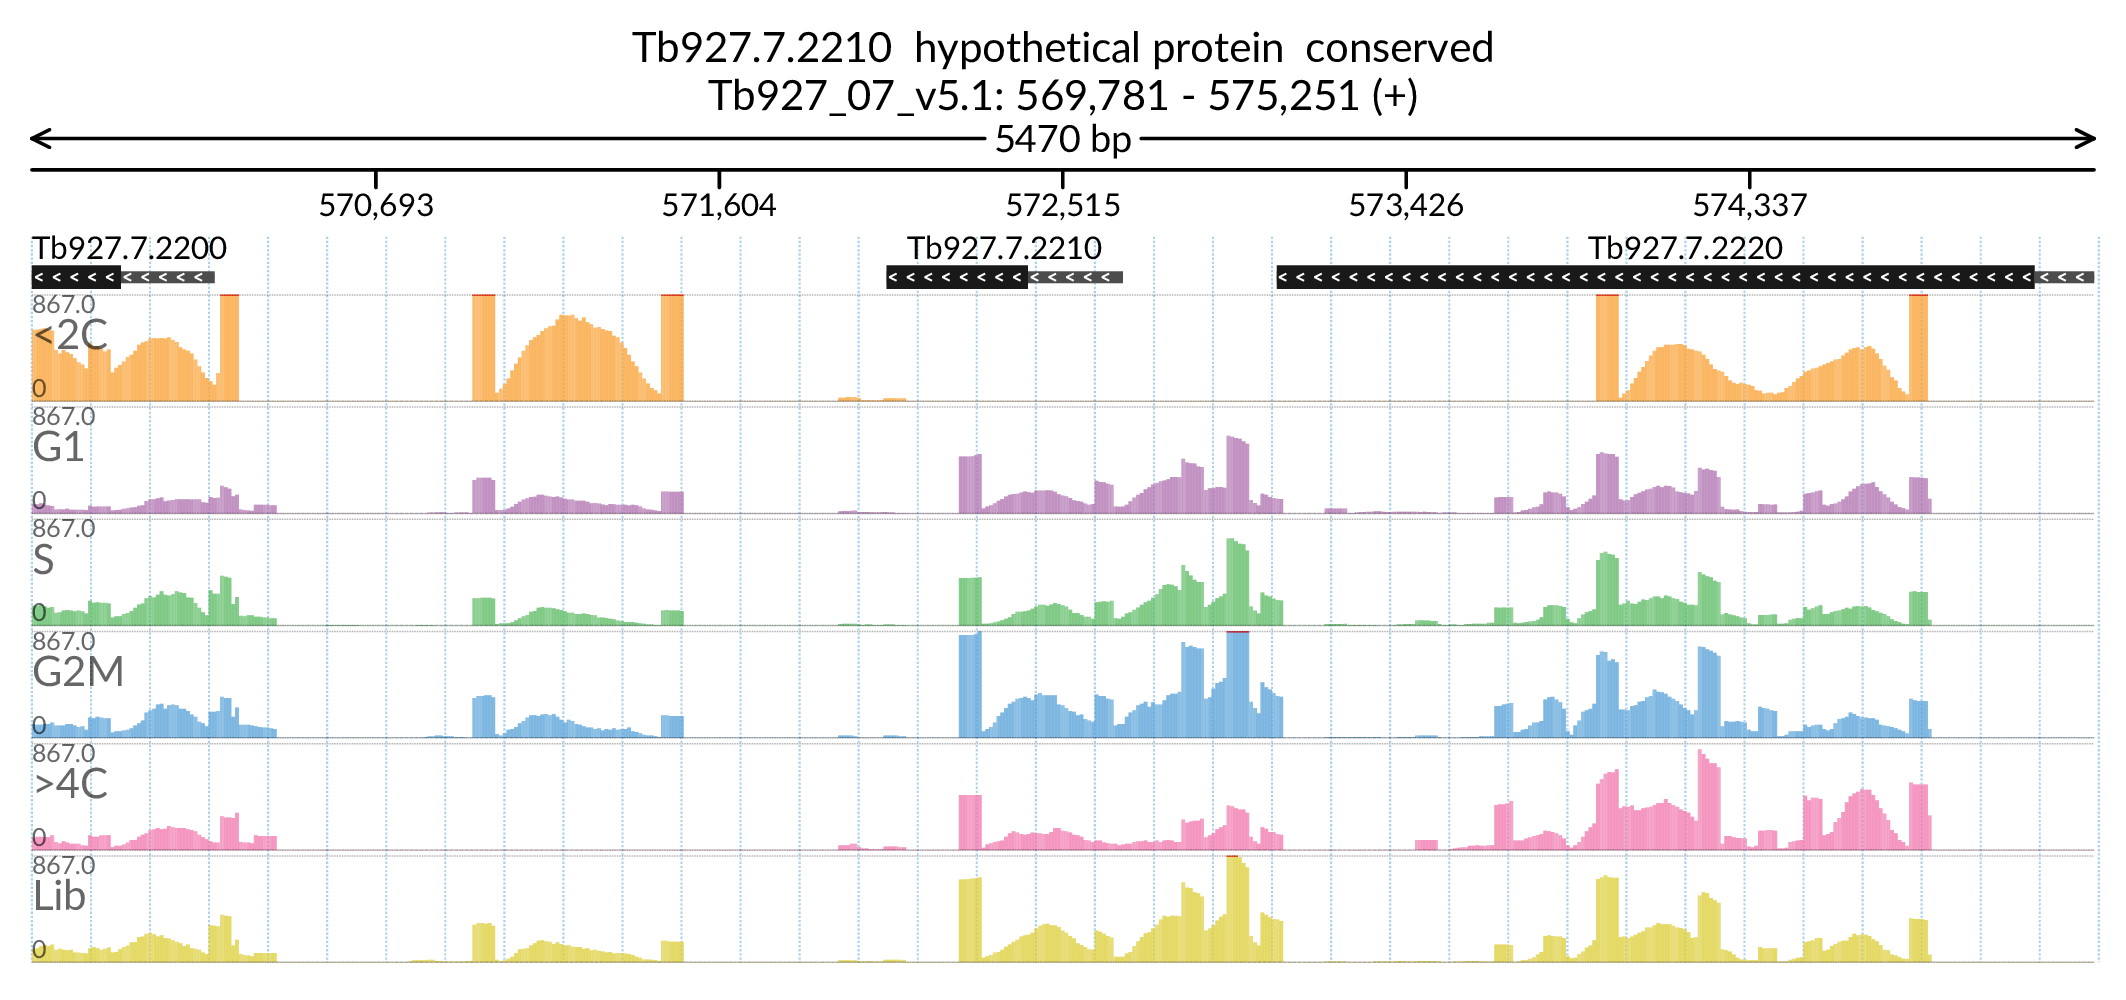 Tb927.7.2210 hypothetical protein conserved
Tb927_07_v5.1: 569,781 - 575,251 (+)
5470 bp
570,693 571,604 572,515 573,426 574,337
Tb927.7.2200 Tb927.7.2210 Tb927.7.2220
867.0
<2C
0
867.0
G1
0
867.0
S
0
867.0
G2M
0
867.0
>4C
0
867.0
Lib
0